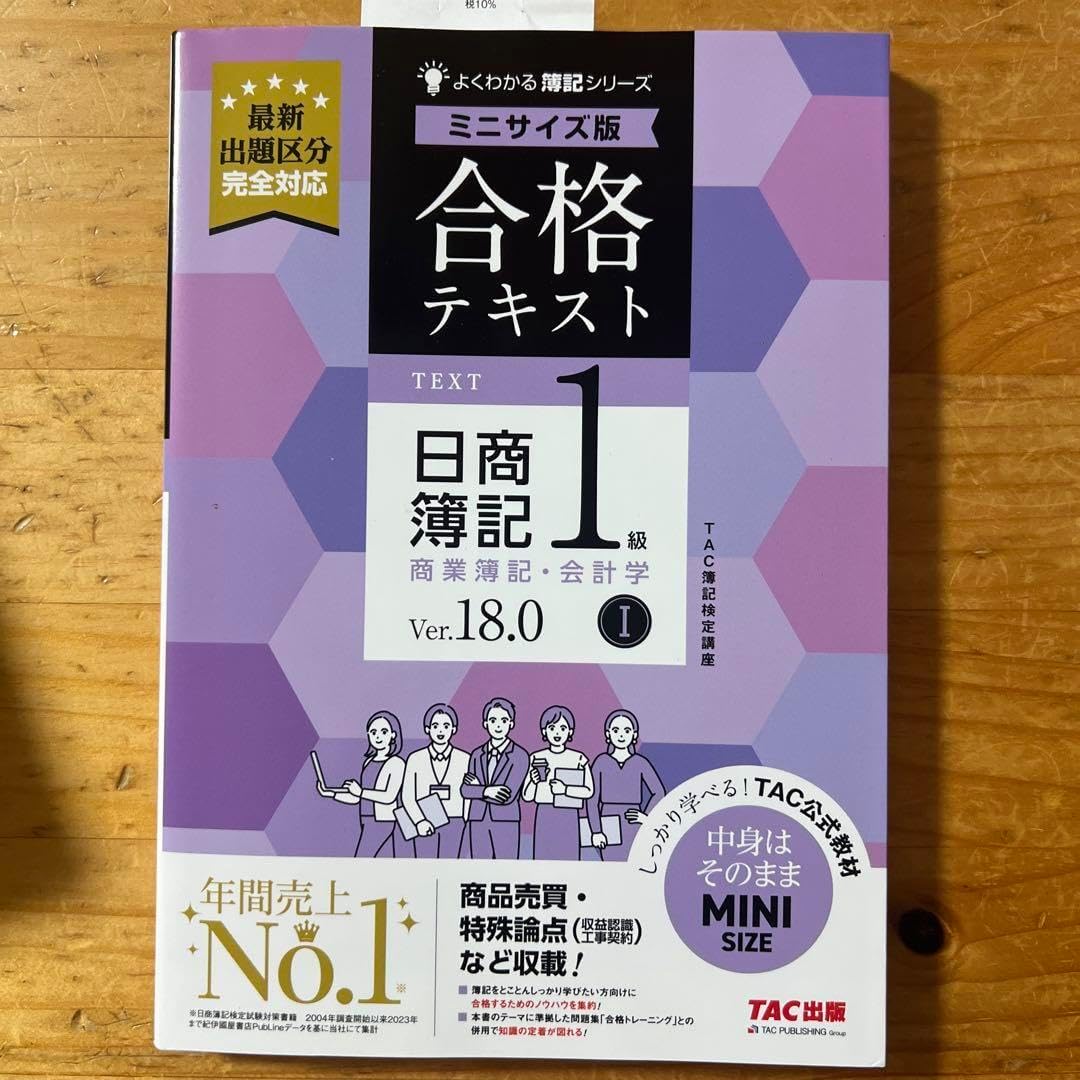 税10%
最新
出題区分
完全対応
よくわかる簿記シリーズ
ミニサイズ版
合格
テキスト
TEXT
日商
簿記
1級
商業簿記・会計学
Ver.18.0
I
TAC簿記検定講座
しっかり学べる!TAC公式教材
中身は
そのまま
MINI
SIZE
年間売上
No.1※
※日商簿記検定試験対策書籍 2004年調査開始以来2023年
まで紀伊國屋書店PubLineデータを基に当社にて集計
商品売買・
特殊論点(収益認識
工事契約)
など収載!
■簿記をとことんしっかり学びたい方向けに
合格するためのノウハウを集約!
■本書のテーマに準拠した問題集「合格トレーニング」との
併用で知識の定着が図れる!
TAC出版
TAC PUBLISHING Group